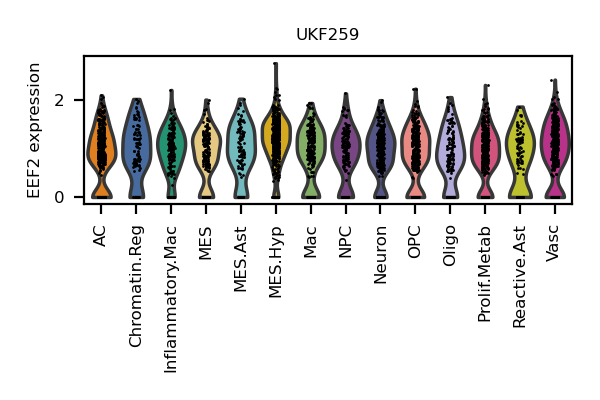 UKF259
EEF2 expression
2
0
AC
Chromatin.Reg
Inflammatory.Mac
MES
MES.Ast
MES.Hyp
Mac
NPC
Neuron
OPC
Oligo
Prolif.Metab
Reactive.Ast
Vasc